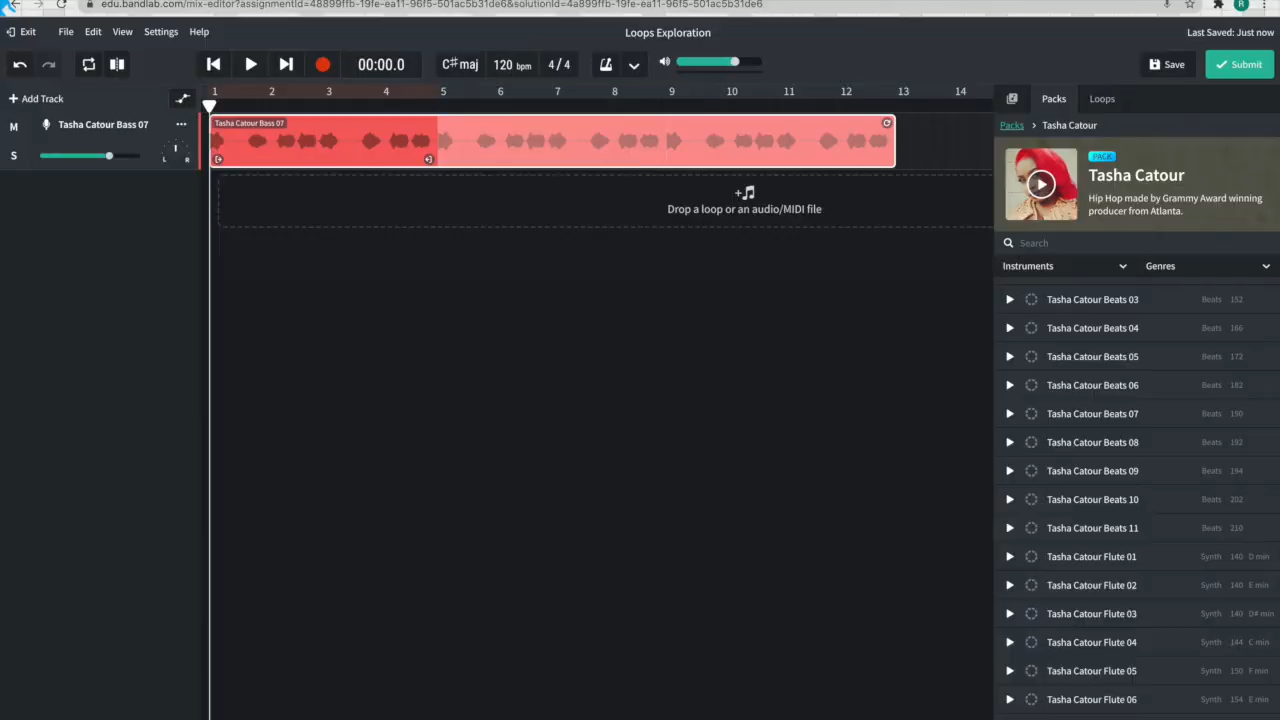 edu.bandlab.com/mix-editor?assignmentId=48899ffb-19fe-ea11-96f5-501ac5b31de6&solutionId=4a899ffb-19fe-ea11-96f5-501ac5b31de6
R
Exit File Edit View Settings Help Loops Exploration Last Saved: Just now
00:00.0 C#maj 120 bpm 4/4 Save Submit
1 2 3 4 5 6 7 8 9 10 11 12 13 14
Add Track Packs Loops
M Tasha Catour Bass 07 ···
S L R
Tasha Catour Bass 07
Drop a loop or an audio/MIDI file
Packs > Tasha Catour
PACK
Tasha Catour
Hip Hop made by Grammy Award winning
producer from Atlanta.
Search
Instruments Genres
Tasha Catour Beats 03 Beats 152
Tasha Catour Beats 04 Beats 166
Tasha Catour Beats 05 Beats 172
Tasha Catour Beats 06 Beats 182
Tasha Catour Beats 07 Beats 190
Tasha Catour Beats 08 Beats 192
Tasha Catour Beats 09 Beats 194
Tasha Catour Beats 10 Beats 202
Tasha Catour Beats 11 Beats 210
Tasha Catour Flute 01 Synth 140 D min
Tasha Catour Flute 02 Synth 140 E min
Tasha Catour Flute 03 Synth 140 D# min
Tasha Catour Flute 04 Synth 144 C min
Tasha Catour Flute 05 Synth 150 F min
Tasha Catour Flute 06 Synth 154 E min